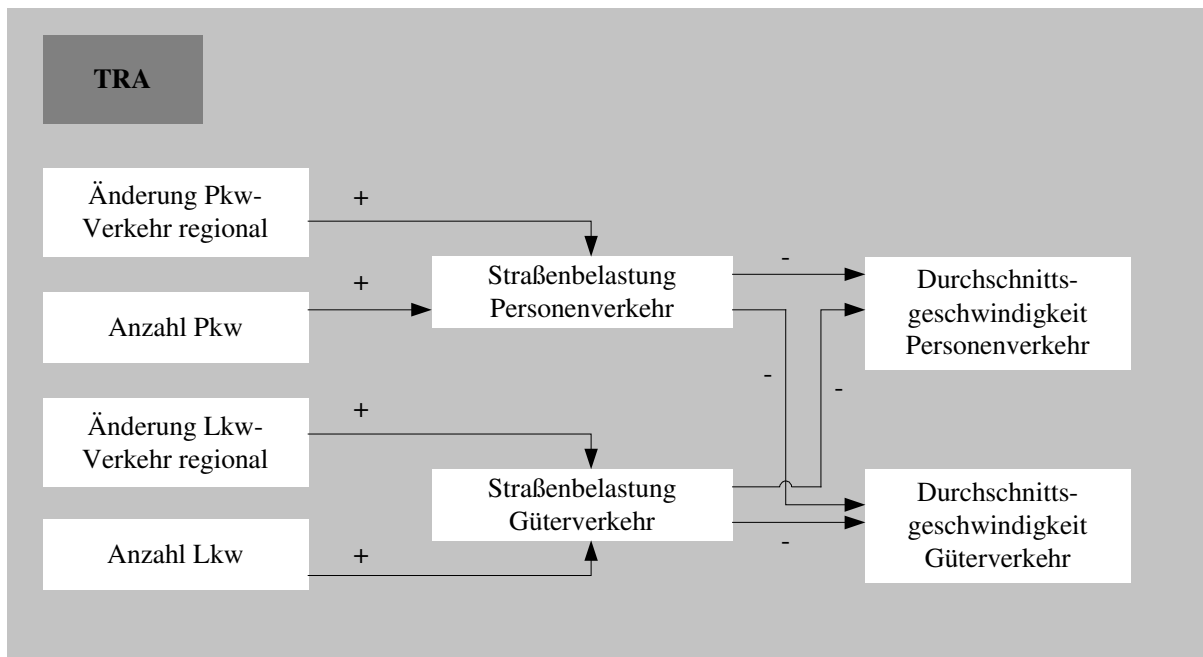 TRA
Änderung Pkw-
Verkehr regional
+
Anzahl Pkw
+
Straßenbelastung
Personenverkehr
-
Durchschnitts-
geschwindigkeit
Personenverkehr
-
-
Änderung Lkw-
Verkehr regional
+
Straßenbelastung
Güterverkehr
-
Durchschnitts-
geschwindigkeit
Güterverkehr
Anzahl Lkw
+